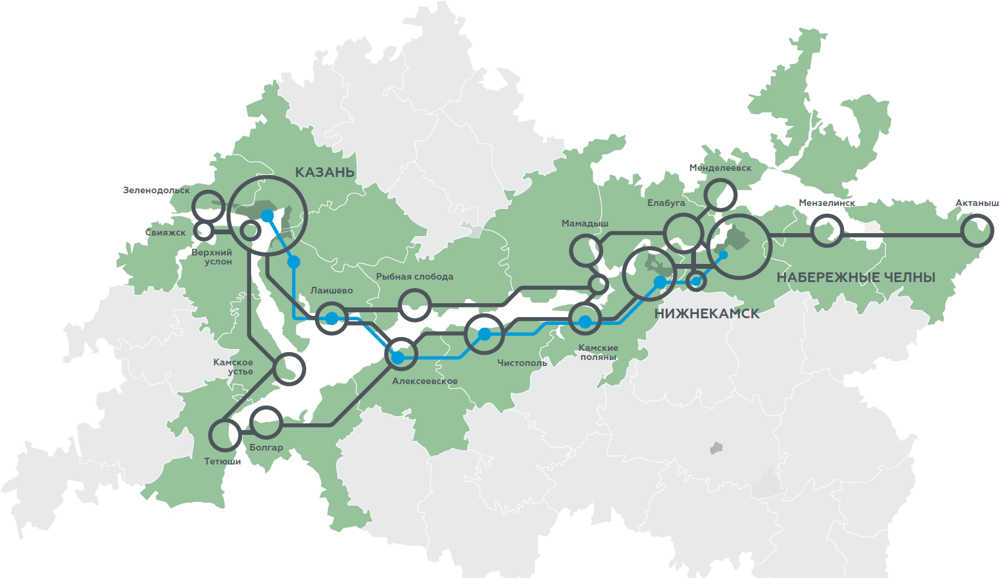 КАЗАНЬ
Менделеевск
Зеленодольск
Елабуга
Мензелинск
Актаныш
Мамадыш
Свияжск
Верхний
услон
Рыбная слобода
НАБЕРЕЖНЫЕ ЧЕЛНЫ
Лаишево
НИЖНЕКАМСК
Камские
поляны
Камское
устье
Чистополь
Алексеевское
Болгар
Тетюши